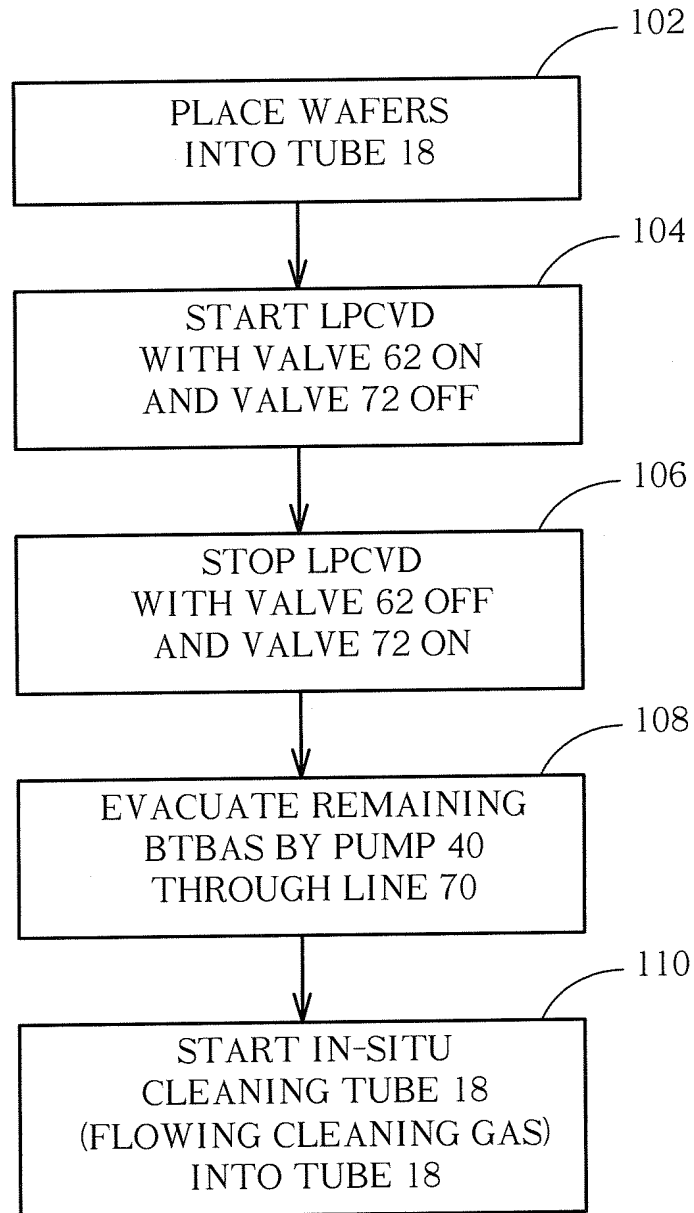 102
PLACE WAFERS
INTO TUBE 18
104
START LPCVD
WITH VALVE 62 ON
AND VALVE 72 OFF
106
STOP LPCVD
WITH VALVE 62 OFF
AND VALVE 72 ON
108
EVACUATE REMAINING
BTBAS BY PUMP 40
THROUGH LINE 70
110
START IN-SITU
CLEANING TUBE 18
(FLOWING CLEANING GAS)
INTO TUBE 18